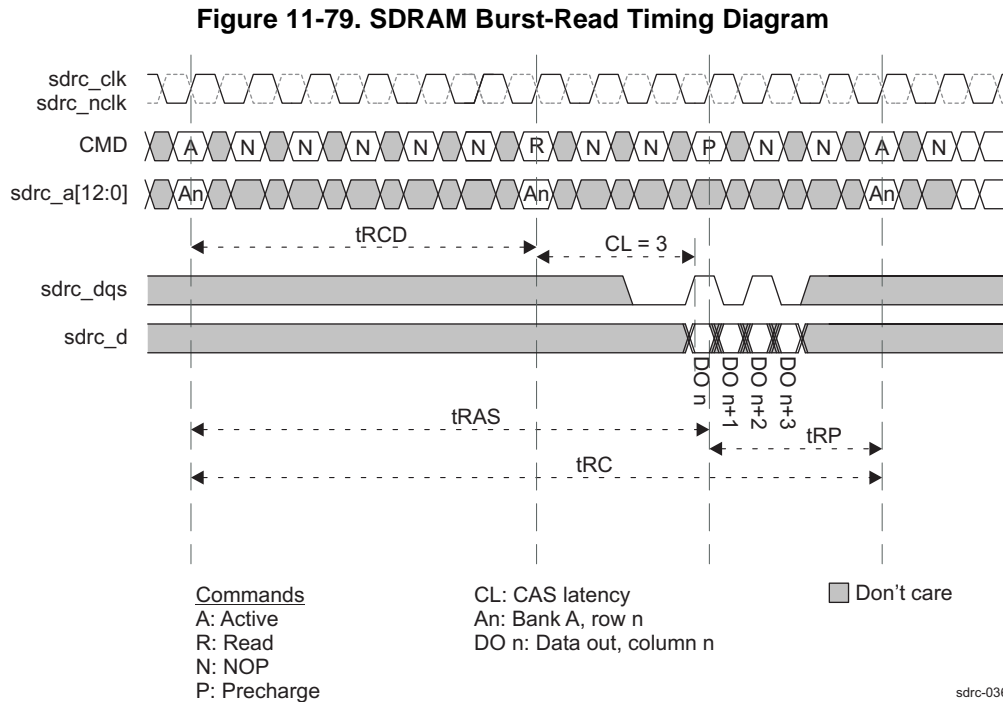 Figure 11-79. SDRAM Burst-Read Timing Diagram
sdrc_clk
sdrc_nclk
CMD A N N N N N R N N P N N A N
sdrc_a[12:0] An An An
tRCD
CL = 3
sdrc_dqs
sdrc_d
DO n
DO n+1
DO n+2
DO n+3
tRAS
tRP
tRC
Commands
A: Active
R: Read
N: NOP
P: Precharge
CL: CAS latency
An: Bank A, row n
DO n: Data out, column n
Don't care
sdrc-036